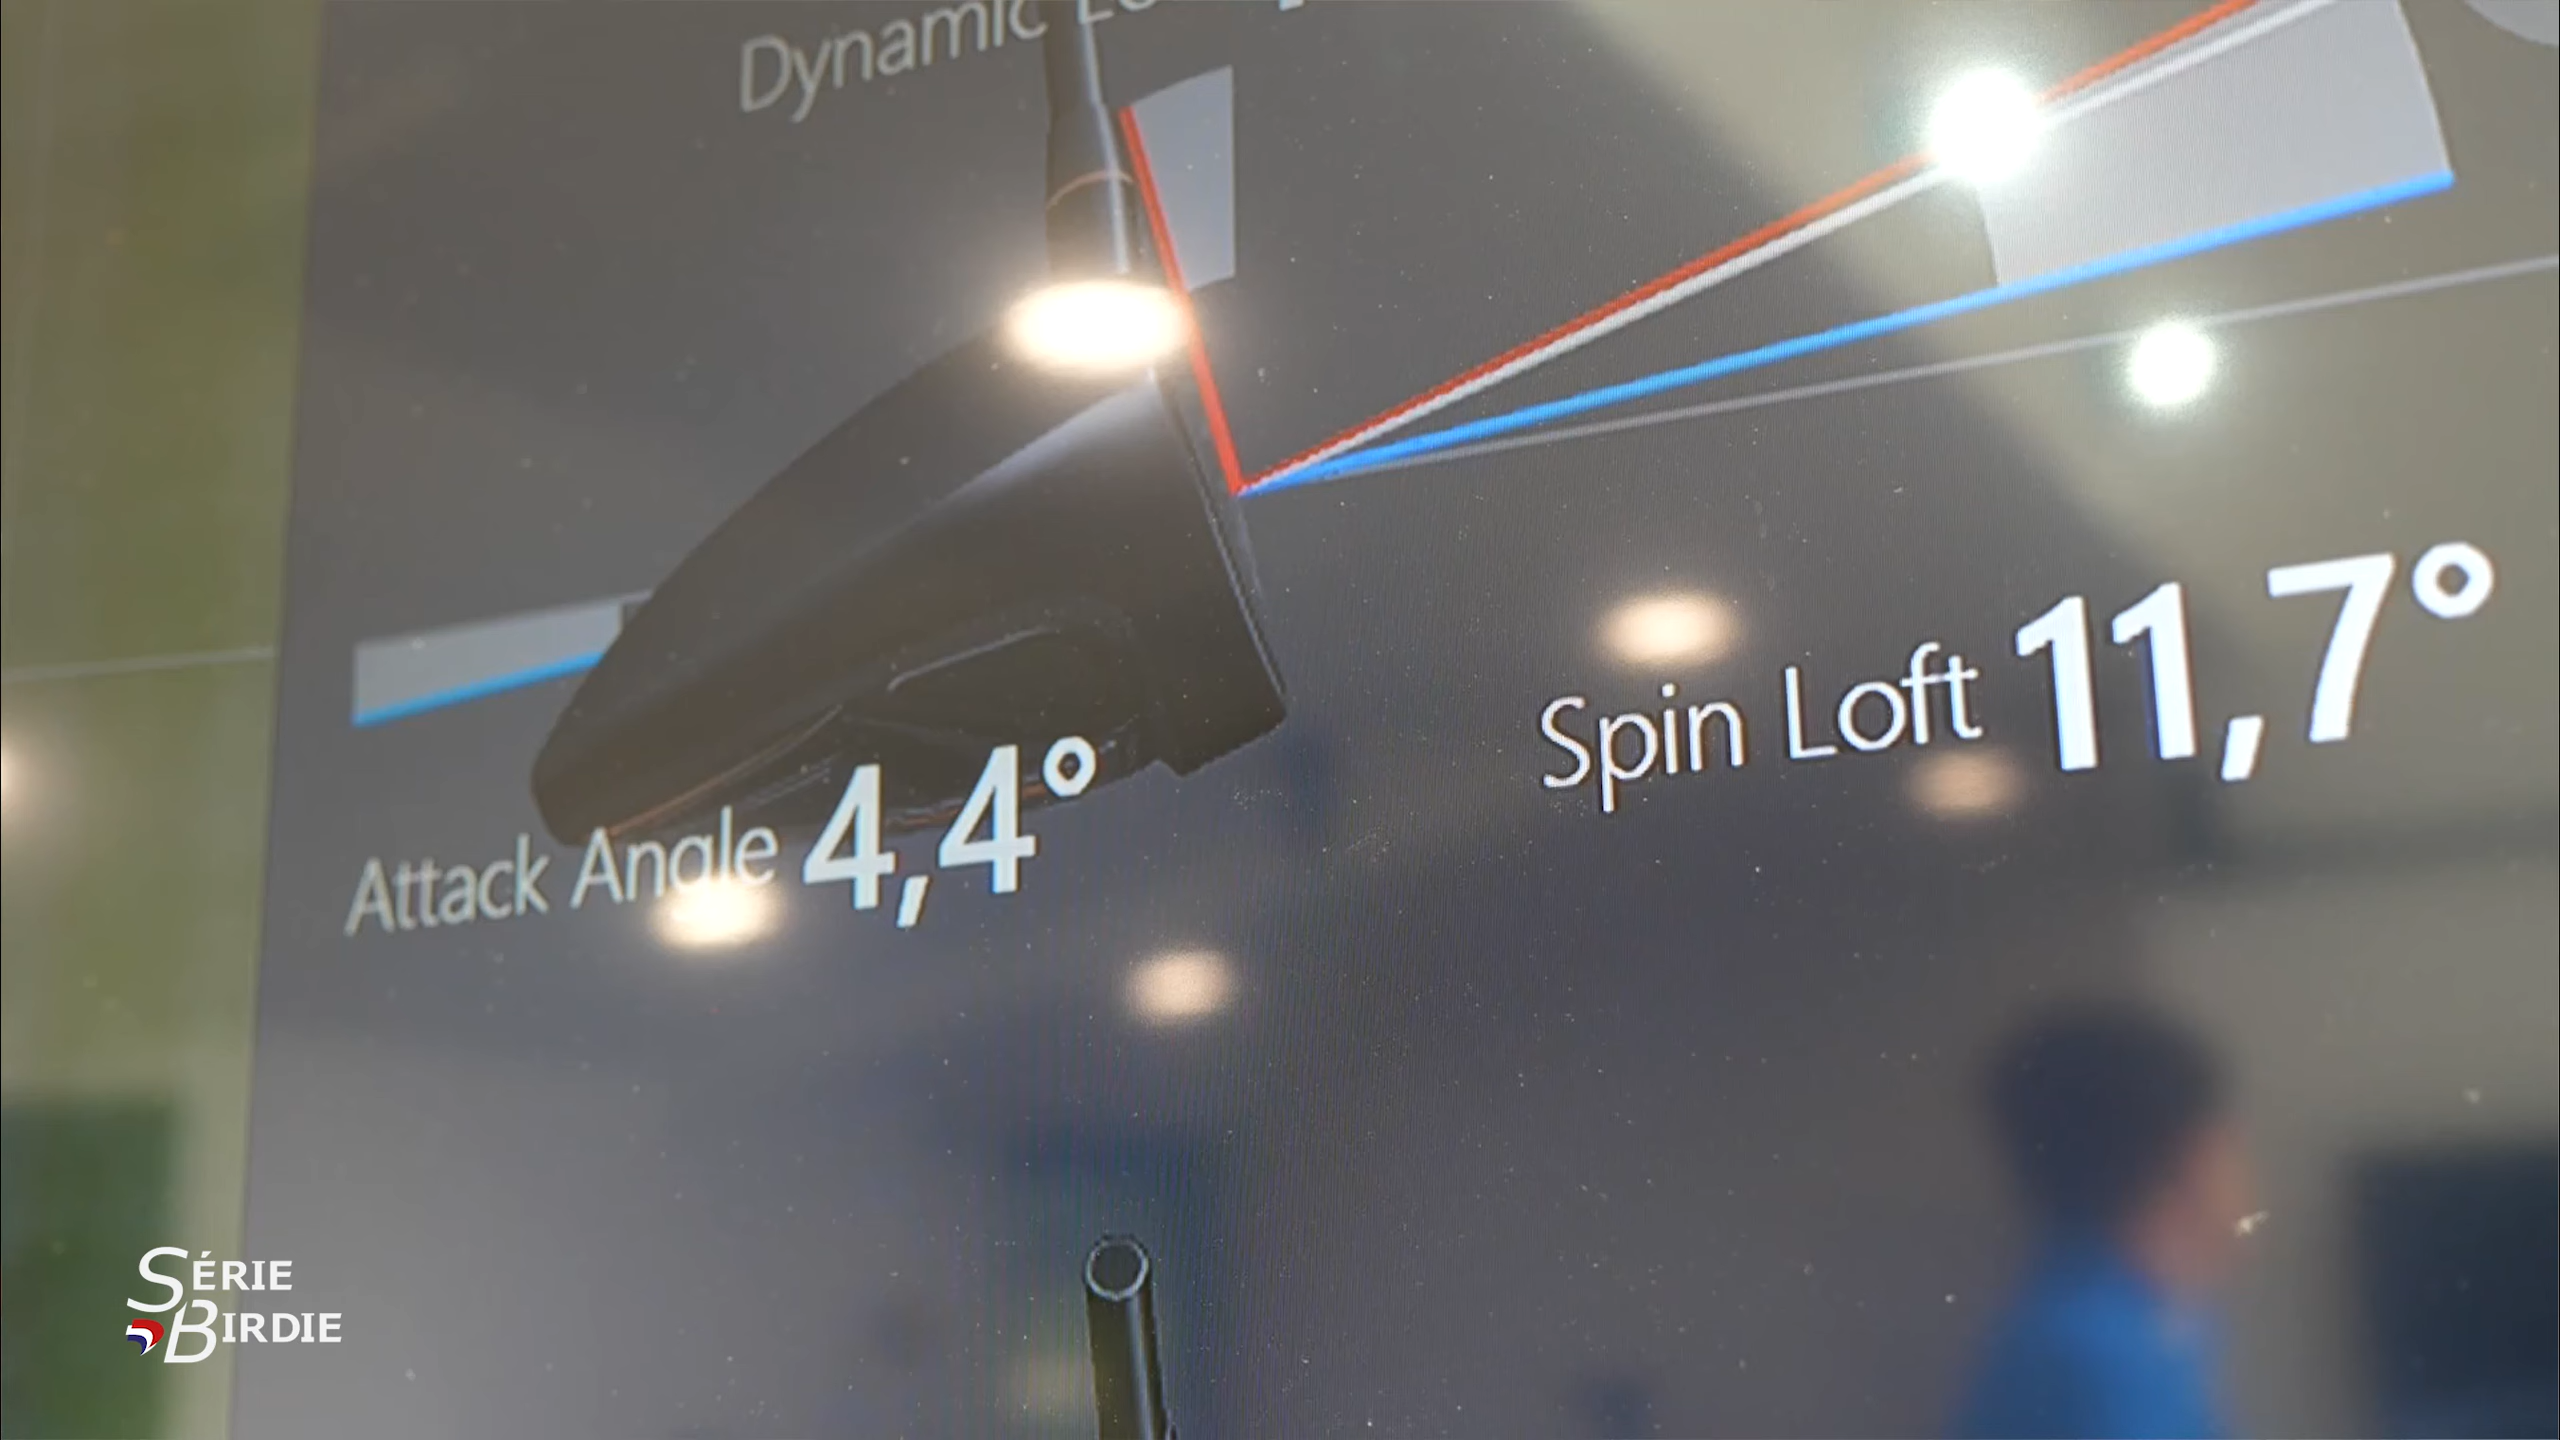 Dynamic
Spin Loft 11,7°
Attack Angle 4,4°
SÉRIE
BIRDIE